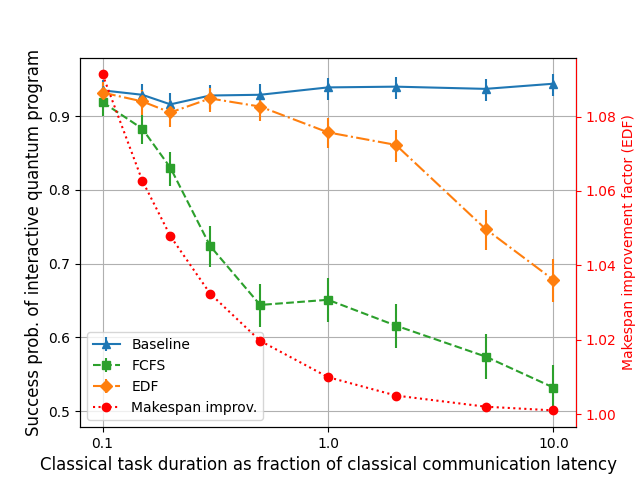 Success prob. of interactive quantum program
0.9
0.8
0.7
0.6
0.5
1.08
1.06
1.04
1.02
1.00
Makespan improvement factor (EDF)
Baseline
FCFS
EDF
Makespan improv.
0.1
1.0
10.0
Classical task duration as fraction of classical communication latency